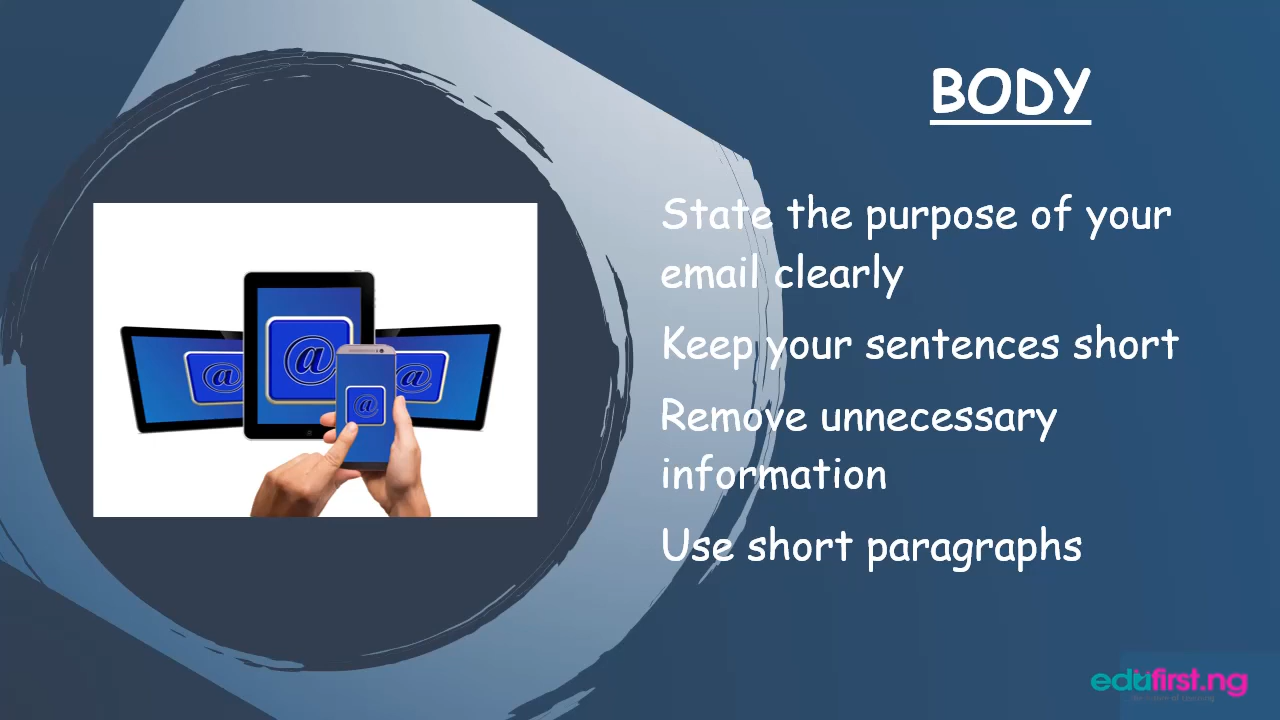 BODY
State the purpose of your
email clearly
Keep your sentences short
Remove unnecessary
information
Use short paragraphs
@
@
@
@
edufirst.ng